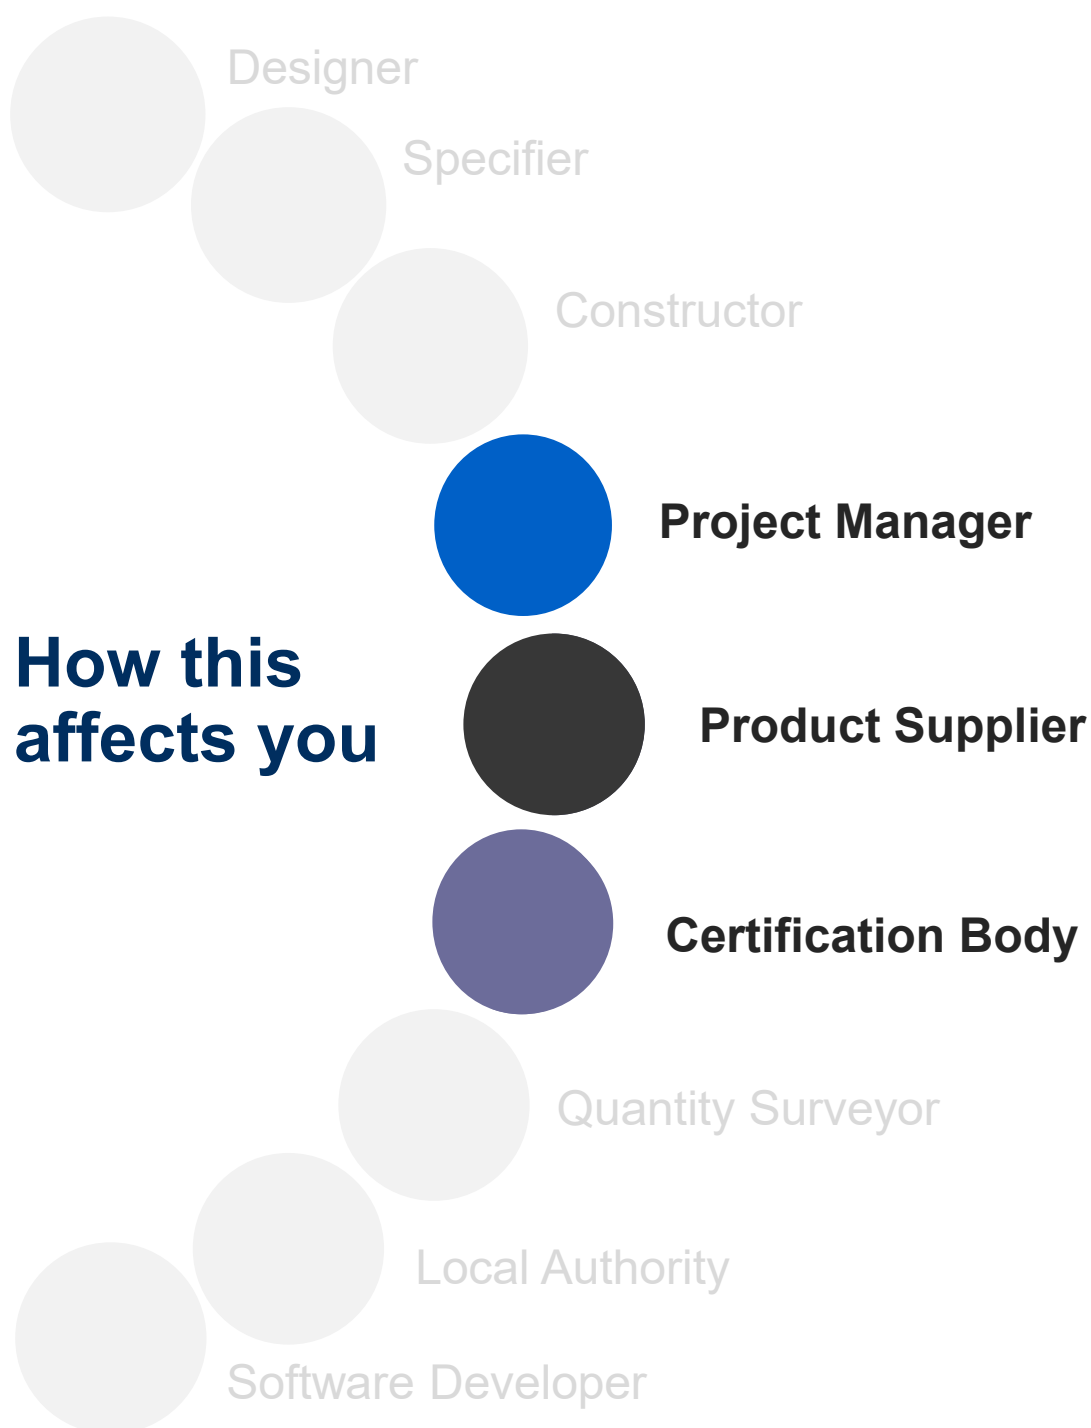 Designer
Specifier
Constructor
Project Manager
How this
affects you
Product Supplier
Certification Body
Quantity Surveyor
Local Authority
Software Developer